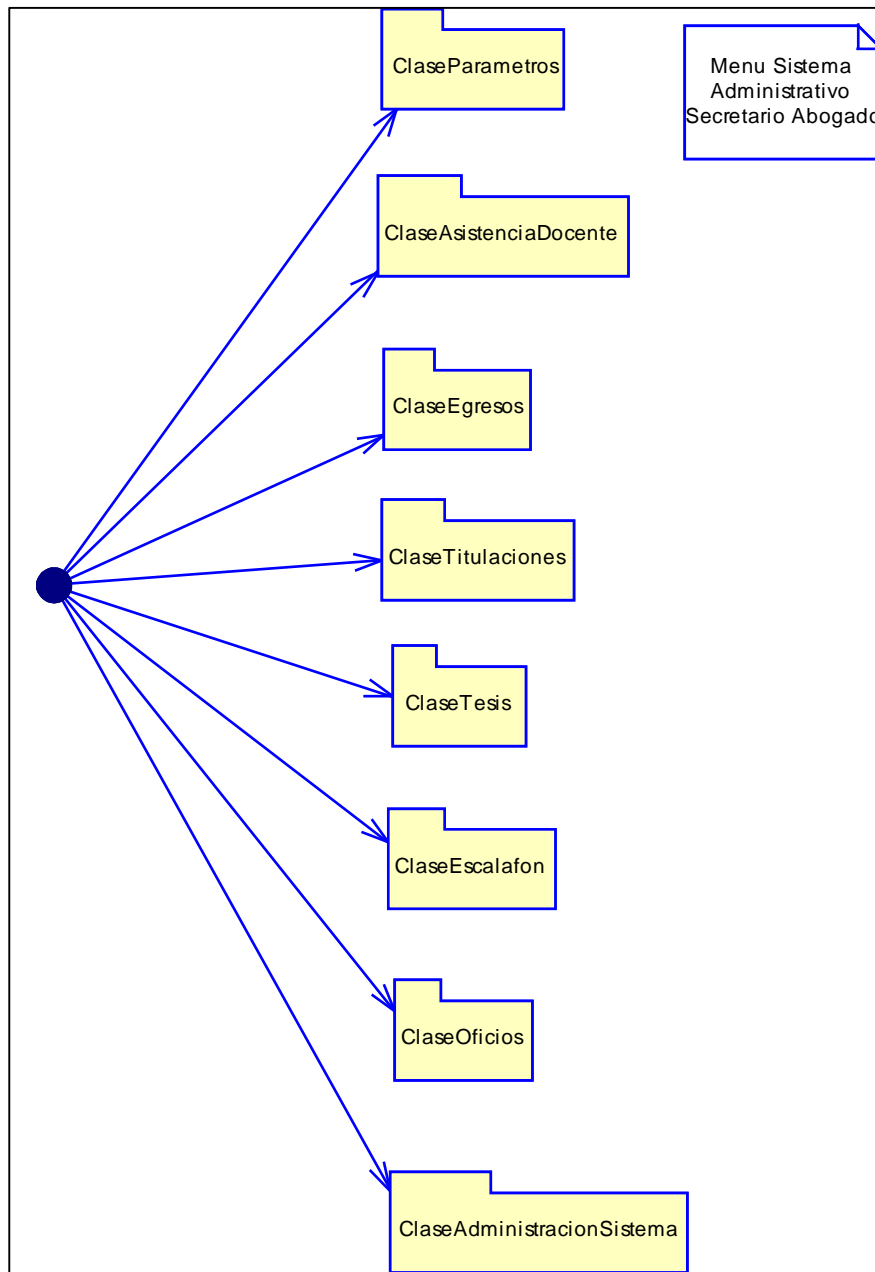 ClaseParametros
Menu Sistema
Administrativo
Secretario Abogado
ClaseAsistenciaDocente
ClaseEgresos
ClaseTitulaciones
ClaseTesis
ClaseEscalafon
ClaseOficios
ClaseAdministracionSistema